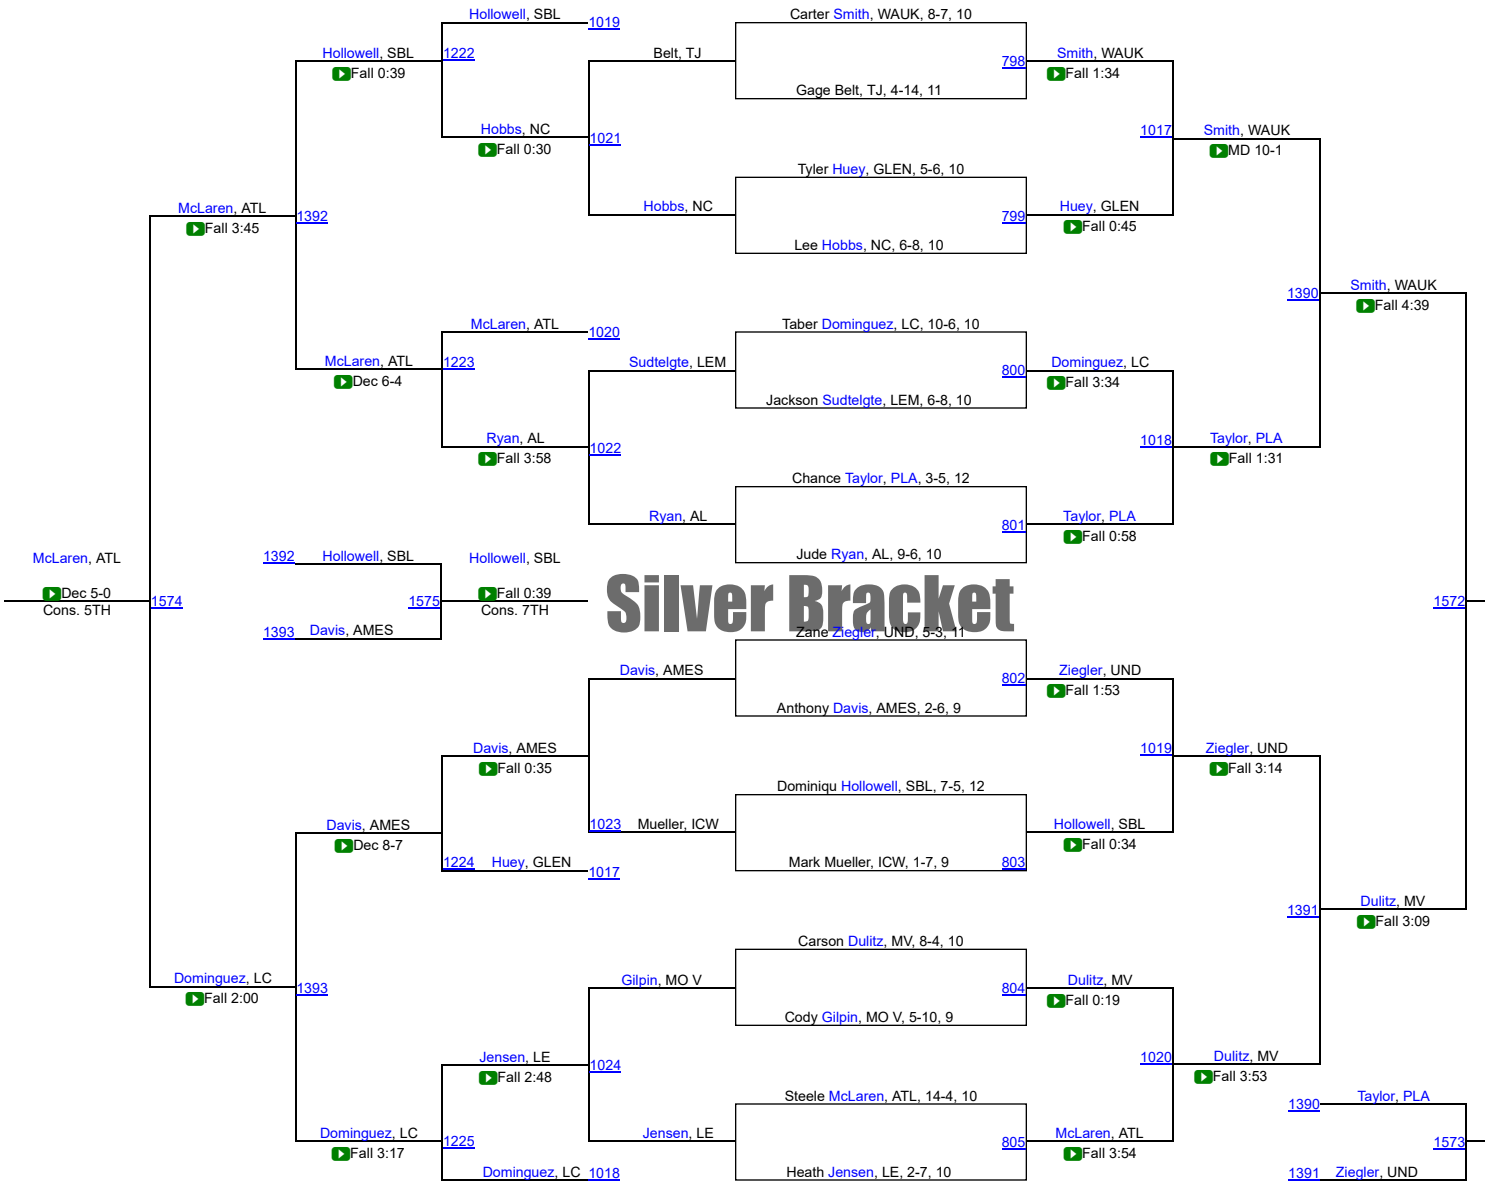 Hollowell, SBL
1019
Carter Smith, WAUK, 8-7, 10
Hollowell, SBL
1222
Belt, TJ
798
Smith, WAUK
Fall 0:39
Fall 1:34
Gage Belt, TJ, 4-14, 11
Hobbs, NC
1021
1017
Smith, WAUK
Fall 0:30
MD 10-1
Tyler Huey, GLEN, 5-6, 10
McLaren, ATL
1392
Hobbs, NC
799
Huey, GLEN
Fall 3:45
Fall 0:45
Lee Hobbs, NC, 6-8, 10
1390
Smith, WAUK
Fall 4:39
McLaren, ATL
1020
Taber Dominguez, LC, 10-6, 10
McLaren, ATL
1223
Sudtelgte, LEM
800
Dominguez, LC
Dec 6-4
Fall 3:34
Jackson Sudtelgte, LEM, 6-8, 10
Ryan, AL
1022
1018
Taylor, PLA
Fall 3:58
Fall 1:31
Chance Taylor, PLA, 3-5, 12
Ryan, AL
801
Taylor, PLA
Fall 0:58
McLaren, ATL
1392
Hollowell, SBL
Hollowell, SBL
Jude Ryan, AL, 9-6, 10
Dec 5-0
1574
1575
Fall 0:39
Silver Bracket
1572
Cons. 5TH
Cons. 7TH
1393
Davis, AMES
Zane Ziegler, UND, 5-3, 11
Davis, AMES
802
Ziegler, UND
Fall 1:53
Anthony Davis, AMES, 2-6, 9
Davis, AMES
1019
Ziegler, UND
Fall 0:35
Fall 3:14
Dominiqu Hollowell, SBL, 7-5, 12
Davis, AMES
1023
Mueller, ICW
Hollowell, SBL
Dec 8-7
Fall 0:34
1224
Huey, GLEN
1017
Mark Mueller, ICW, 1-7, 9
803
1391
Dulitz, MV
Fall 3:09
Carson Dulitz, MV, 8-4, 10
Dominguez, LC
1393
Gilpin, MO V
804
Dulitz, MV
Fall 2:00
Fall 0:19
Cody Gilpin, MO V, 5-10, 9
Jensen, LE
1024
1020
Dulitz, MV
Fall 2:48
Fall 3:53
Steele McLaren, ATL, 14-4, 10
1390
Taylor, PLA
Dominguez, LC
1225
Jensen, LE
805
McLaren, ATL
1573
Fall 3:17
Fall 3:54
Dominguez, LC
1018
Heath Jensen, LE, 2-7, 10
1391
Ziegler, UND